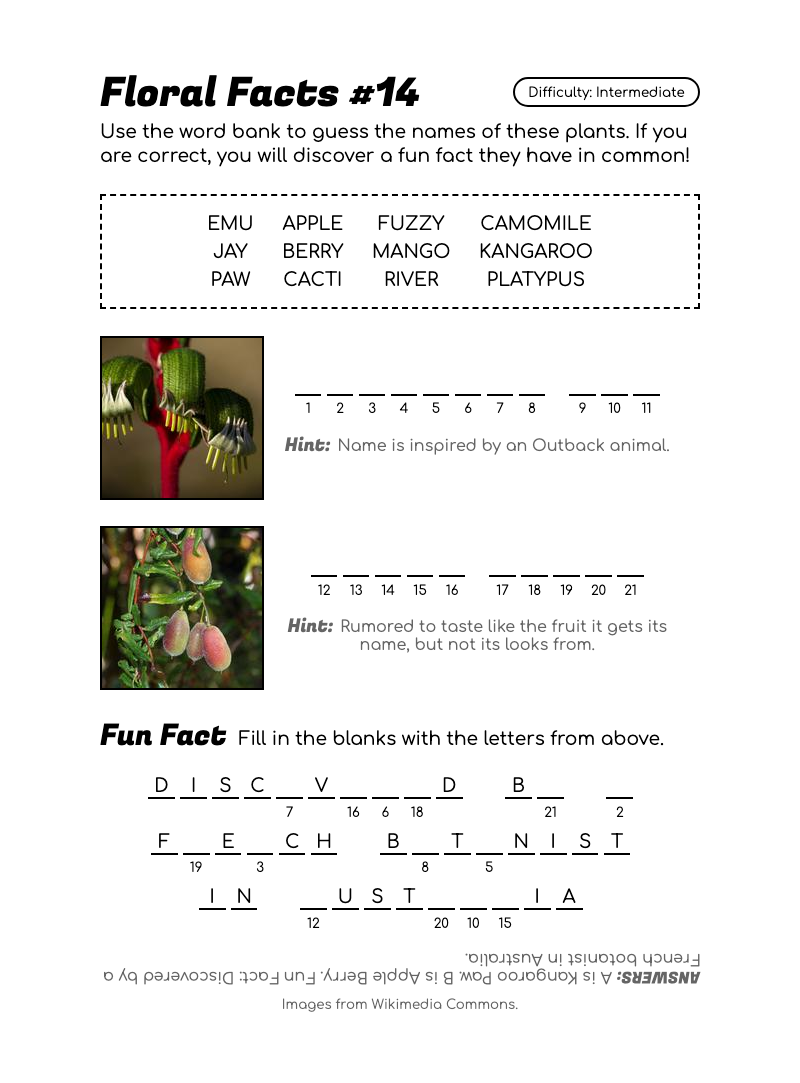 Floral Facts #14
Difficulty: Intermediate
Use the word bank to guess the names of these plants. If you
are correct, you will discover a fun fact they have in common!
EMU APPLE FUZZY CAMOMILE
JAY BERRY MANGO KANGAROO
PAW CACTI RIVER PLATYPUS
1 2 3 4 5 6 7 8 9 10 11
Hint: Name is inspired by an Outback animal.
12 13 14 15 16 17 18 19 20 21
Hint: Rumored to taste like the fruit it gets its
name, but not its looks from.
Fun Fact Fill in the blanks with the letters from above.
D I S C _ V _ _ _ D B _ _
7 16 6 18 21 2
F _ E _ C H B _ T _ N I S T
19 3 8 5
I N _ U S T _ _ _ I A
12 20 10 15
ANSWERS: A is Kangaroo Paw. B is Apple Berry. Fun Fact: Discovered by a
French botanist in Australia.
Images from Wikimedia Commons.